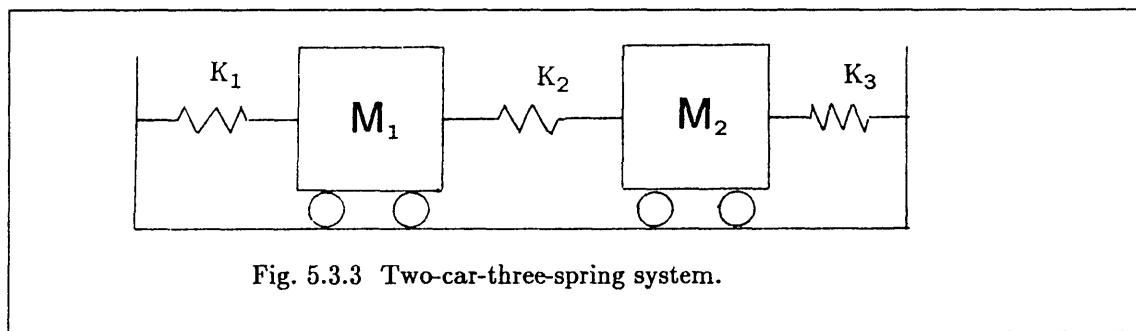 K₁
M₁
K₂
M₂
K₃
Fig. 5.3.3 Two-car-three-spring system.